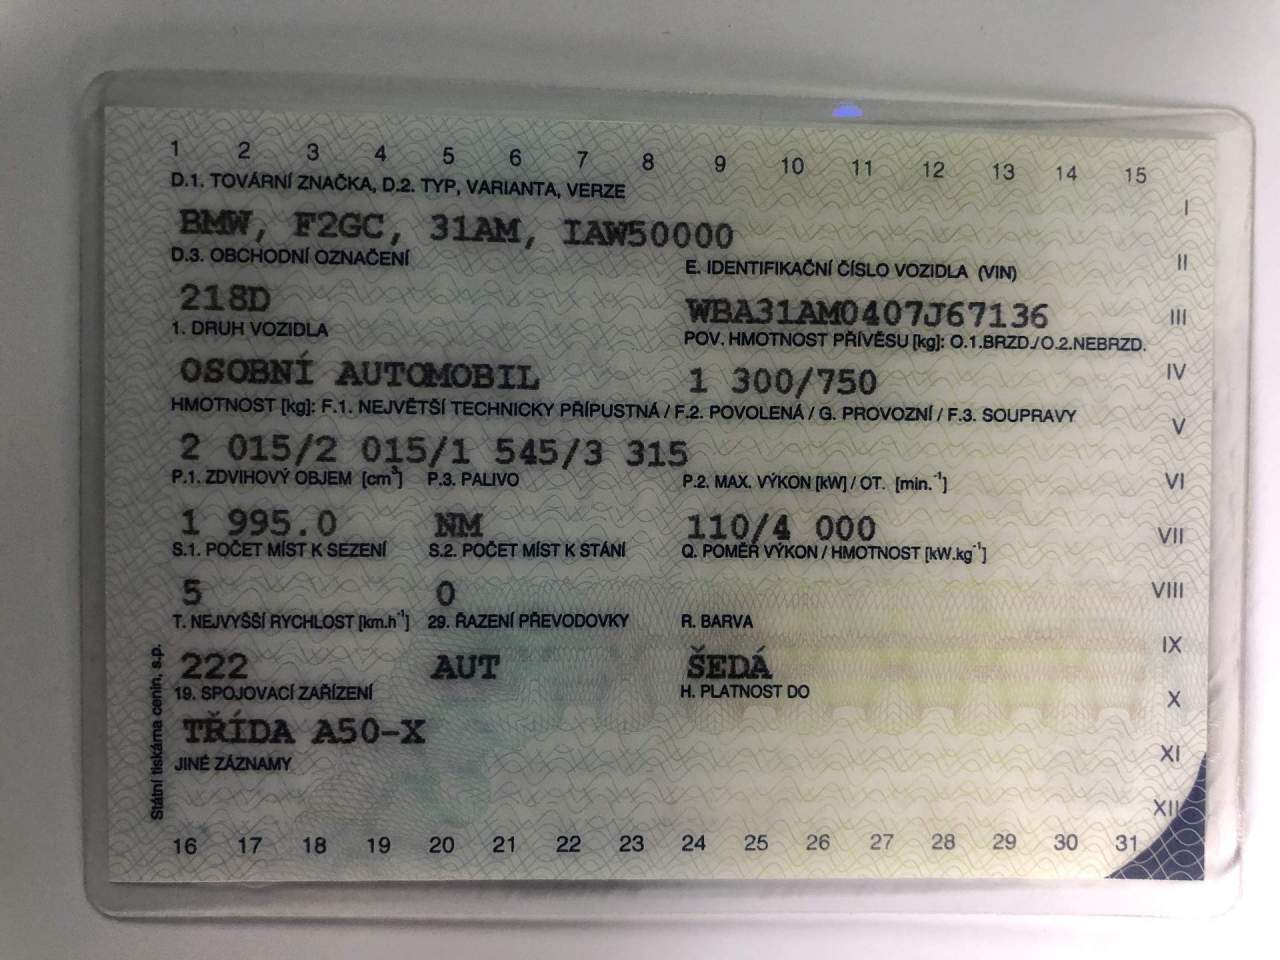 1 2 3 4 5 6 7 8 9 10 11 12 13 14 15
D.1. TOVÁRNÍ ZNAČKA, D.2. TYP, VARIANTA, VERZE
I
BMW, F2GC, 31AM, IAW50000
D.3. OBCHODNÍ OZNAČENÍ E. IDENTIFIKAČNÍ ČÍSLO VOZIDLA (VIN)
II
218D WBA31AM0407J67136
III
1. DRUH VOZIDLA POV. HMOTNOST PŘÍVĚSU [kg]: O.1.BRZD./O.2.NEBRZD.
OSOBNÍ AUTOMOBIL 1 300/750
IV
HMOTNOST [kg]: F.1. NEJVĚTŠÍ TECHNICKY PŘÍPUSTNÁ / F.2. POVOLENÁ / G. PROVOZNÍ / F.3. SOUPRAVY
V
2 015/2 015/1 545/3 315
P.1. ZDVIHOVÝ OBJEM [cm³] P.3. PALIVO P.2. MAX. VÝKON [kW] / OT. [min.⁻¹]
VI
1 995.0 NM 110/4 000
VII
S.1. POČET MÍST K SEZENÍ S.2. POČET MÍST K STÁNÍ Q. POMĚR VÝKON / HMOTNOST [kW.kg⁻¹]
5 0
VIII
T. NEJVYŠŠÍ RYCHLOST [km.h⁻¹] 29. ŘAZENÍ PŘEVODOVKY R. BARVA
IX
222 AUT ŠEDÁ
19. SPOJOVACÍ ZAŘÍZENÍ H. PLATNOST DO
X
TŘÍDA A50-X
XI
JINÉ ZÁZNAMY
XII
16 17 18 19 20 21 22 23 24 25 26 27 28 29 30 31
Státní tiskárna cenin, s.p.